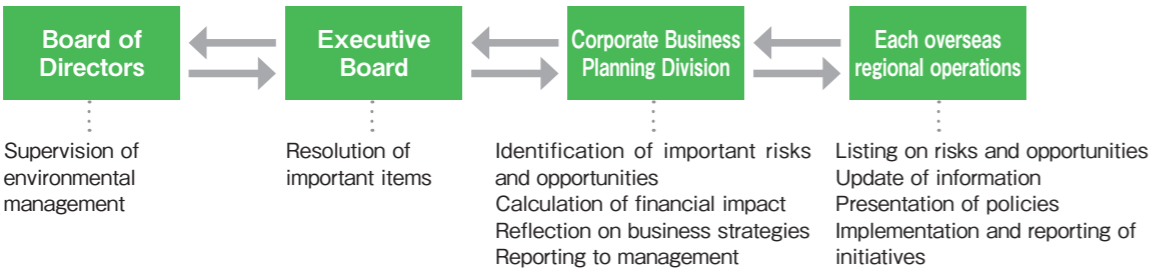 Board of
Directors
Executive
Board
Corporate Business
Planning Division
Each overseas
regional operations
Supervision of
environmental
management
Resolution of
important items
Identification of important risks
and opportunities
Calculation of financial impact
Reflection on business strategies
Reporting to management
Listing on risks and opportunities
Update of information
Presentation of policies
Implementation and reporting of
initiatives